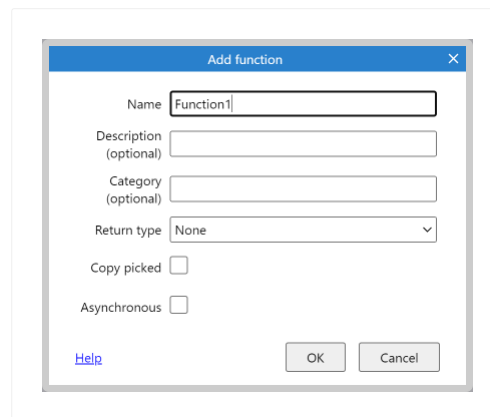 Add function
Name Function1
Description
(optional)
Category
(optional)
Return type None
Copy picked
Asynchronous
Help OK Cancel